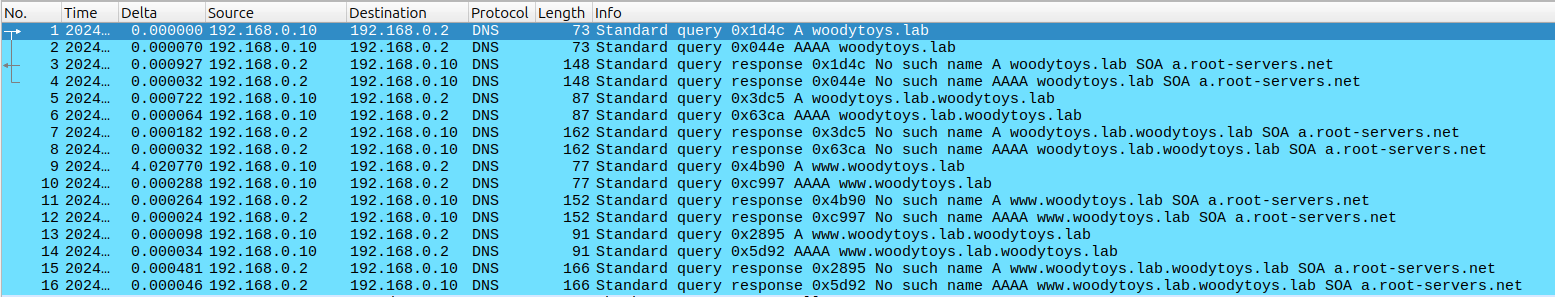 No. Time Delta Source Destination Protocol Length Info
1 2024… 0.000000 192.168.0.10 192.168.0.2 DNS 73 Standard query 0x1d4c A woodytoys.lab
2 2024… 0.000070 192.168.0.10 192.168.0.2 DNS 73 Standard query 0x044e AAAA woodytoys.lab
3 2024… 0.000927 192.168.0.2 192.168.0.10 DNS 148 Standard query response 0x1d4c No such name A woodytoys.lab SOA a.root-servers.net
4 2024… 0.000032 192.168.0.2 192.168.0.10 DNS 148 Standard query response 0x044e No such name AAAA woodytoys.lab SOA a.root-servers.net
5 2024… 0.000722 192.168.0.10 192.168.0.2 DNS 87 Standard query 0x3dc5 A woodytoys.lab.woodytoys.lab
6 2024… 0.000064 192.168.0.10 192.168.0.2 DNS 87 Standard query 0x63ca AAAA woodytoys.lab.woodytoys.lab
7 2024… 0.000182 192.168.0.2 192.168.0.10 DNS 162 Standard query response 0x3dc5 No such name A woodytoys.lab.woodytoys.lab SOA a.root-servers.net
8 2024… 0.000032 192.168.0.2 192.168.0.10 DNS 162 Standard query response 0x63ca No such name AAAA woodytoys.lab.woodytoys.lab SOA a.root-servers.net
9 2024… 4.020770 192.168.0.10 192.168.0.2 DNS 77 Standard query 0x4b90 A www.woodytoys.lab
10 2024… 0.000288 192.168.0.10 192.168.0.2 DNS 77 Standard query 0xc997 AAAA www.woodytoys.lab
11 2024… 0.000264 192.168.0.2 192.168.0.10 DNS 152 Standard query response 0x4b90 No such name A www.woodytoys.lab SOA a.root-servers.net
12 2024… 0.000024 192.168.0.2 192.168.0.10 DNS 152 Standard query response 0xc997 No such name AAAA www.woodytoys.lab SOA a.root-servers.net
13 2024… 0.000098 192.168.0.10 192.168.0.2 DNS 91 Standard query 0x2895 A www.woodytoys.lab.woodytoys.lab
14 2024… 0.000034 192.168.0.10 192.168.0.2 DNS 91 Standard query 0x5d92 AAAA www.woodytoys.lab.woodytoys.lab
15 2024… 0.000481 192.168.0.2 192.168.0.10 DNS 166 Standard query response 0x2895 No such name A www.woodytoys.lab.woodytoys.lab SOA a.root-servers.net
16 2024… 0.000046 192.168.0.2 192.168.0.10 DNS 166 Standard query response 0x5d92 No such name AAAA www.woodytoys.lab.woodytoys.lab SOA a.root-servers.net